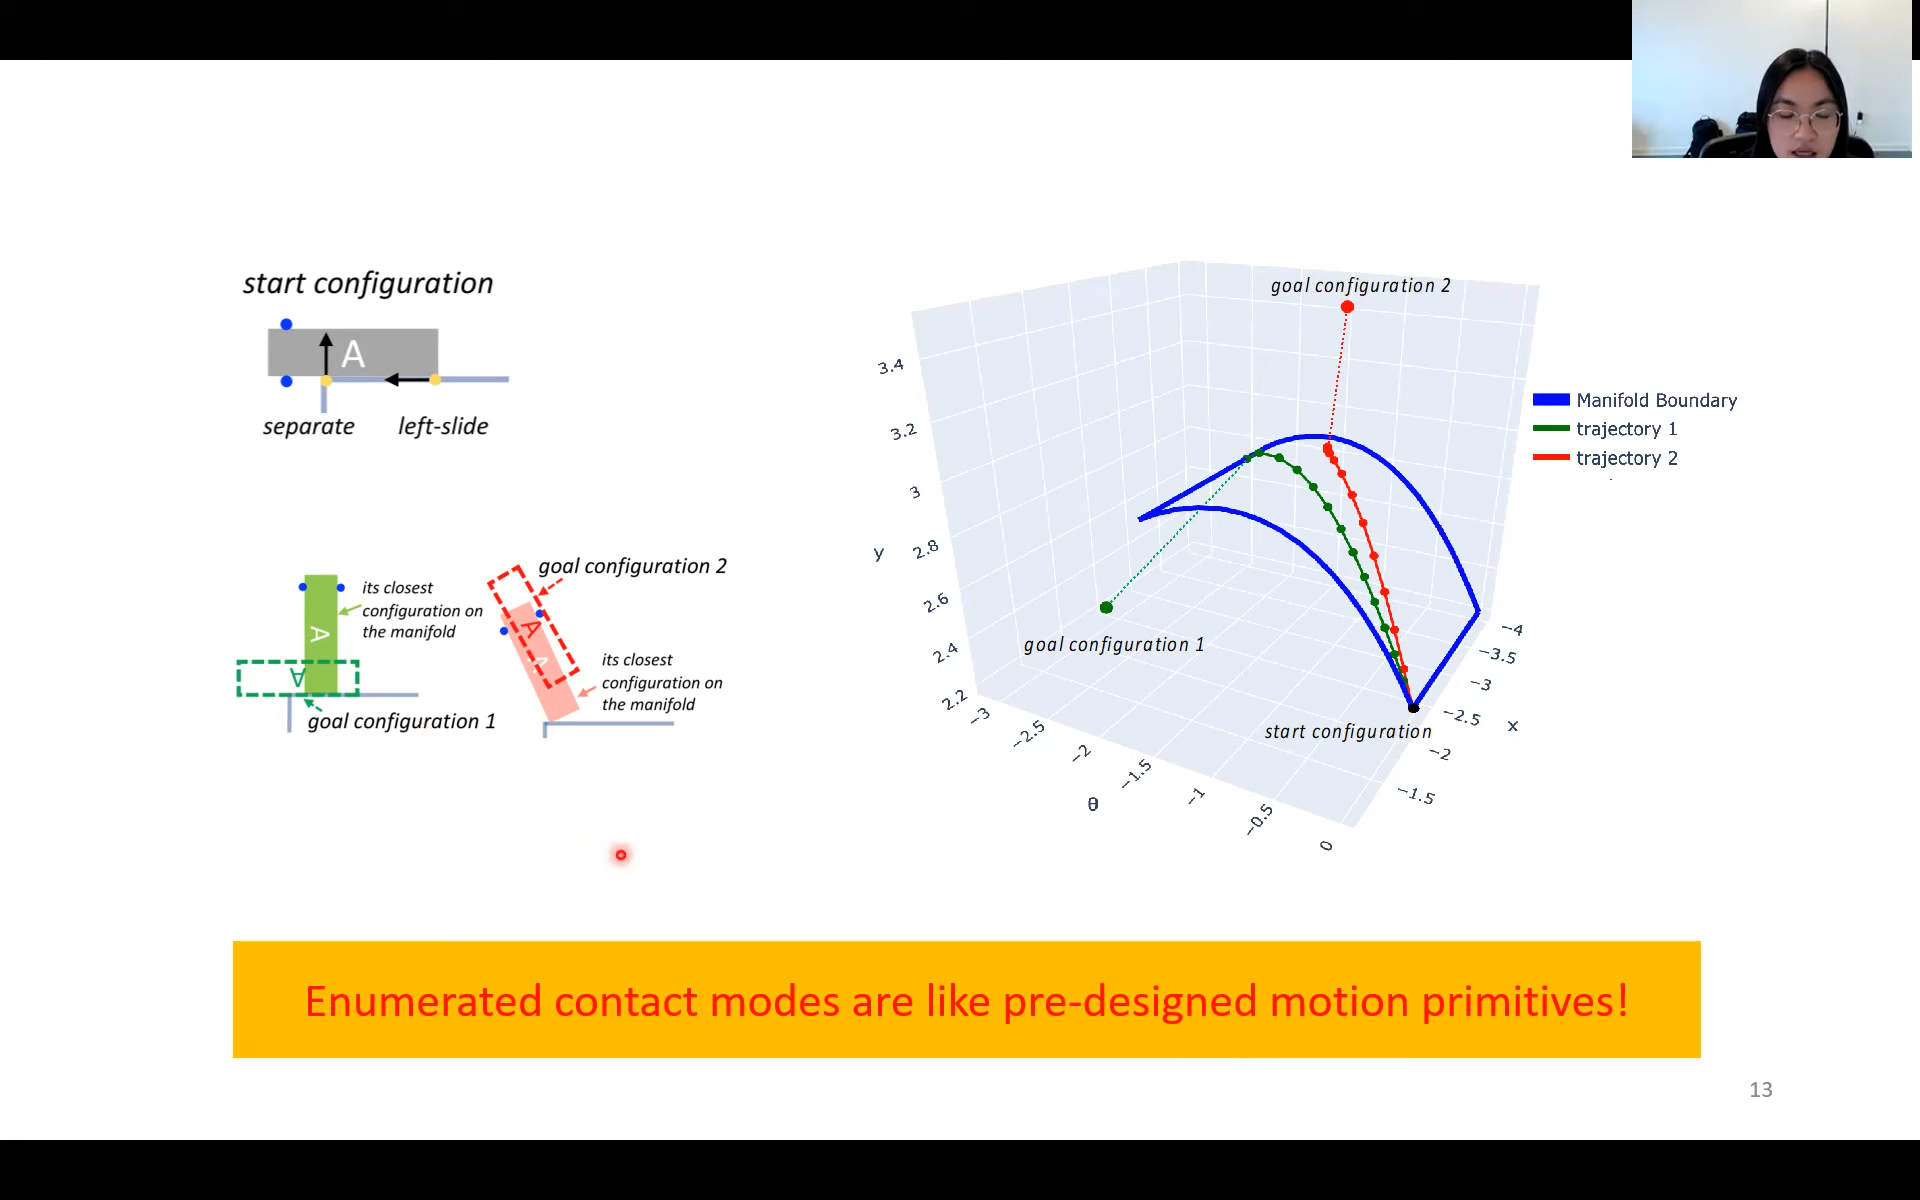 start configuration
A
separate
left-slide
its closest
configuration on
the manifold
A
A
goal configuration 1
goal configuration 2
A
A
its closest
configuration on
the manifold
goal configuration 2
3.4
3.2
3
2.8
2.6
2.4
2.2
y
−3
−2.5
−2
−1.5
−1
−0.5
0
θ
−4
−3.5
−3
−2.5
−2
−1.5
x
goal configuration 1
start configuration
Manifold Boundary
trajectory 1
trajectory 2
Enumerated contact modes are like pre-designed motion primitives!
13